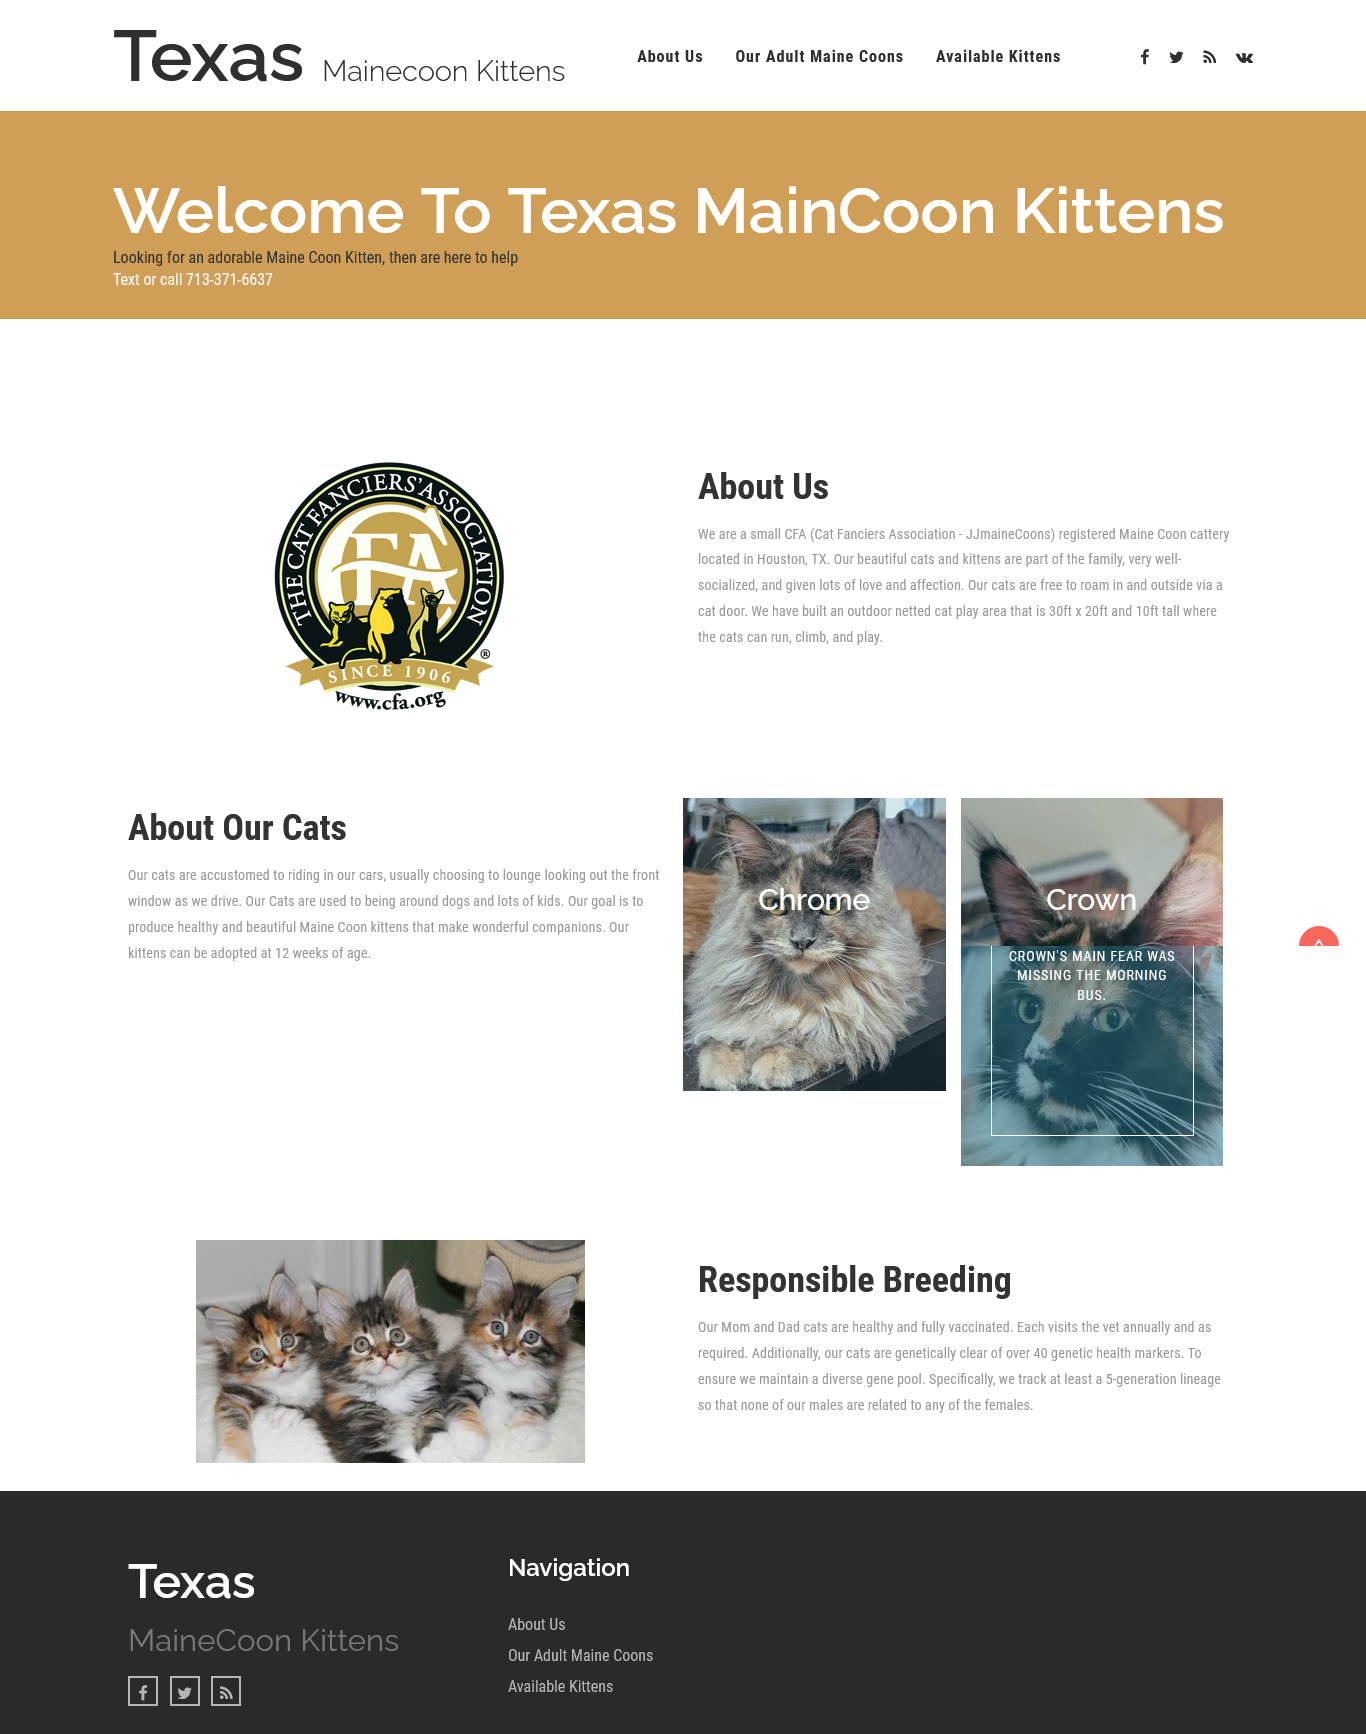 Texas Mainecoon Kittens
About Us
Our Adult Maine Coons
Available Kittens
Welcome To Texas MainCoon Kittens
Looking for an adorable Maine Coon Kitten, then are here to help
Text or call 713-371-6637
THE CAT FANCIERS' ASSOCIATION
CFA
®
SINCE 1906
www.cfa.org
About Us
We are a small CFA (Cat Fanciers Association - JJmaineCoons) registered Maine Coon cattery
located in Houston, TX. Our beautiful cats and kittens are part of the family, very well-
socialized, and given lots of love and affection. Our cats are free to roam in and outside via a
cat door. We have built an outdoor netted cat play area that is 30ft x 20ft and 10ft tall where
the cats can run, climb, and play.
About Our Cats
Our cats are accustomed to riding in our cars, usually choosing to lounge looking out the front
window as we drive. Our Cats are used to being around dogs and lots of kids. Our goal is to
produce healthy and beautiful Maine Coon kittens that make wonderful companions. Our
kittens can be adopted at 12 weeks of age.
Chrome
Crown
CROWN'S MAIN FEAR WAS
MISSING THE MORNING
BUS.
Responsible Breeding
Our Mom and Dad cats are healthy and fully vaccinated. Each visits the vet annually and as
required. Additionally, our cats are genetically clear of over 40 genetic health markers. To
ensure we maintain a diverse gene pool. Specifically, we track at least a 5-generation lineage
so that none of our males are related to any of the females.
Texas
MaineCoon Kittens
Navigation
About Us
Our Adult Maine Coons
Available Kittens